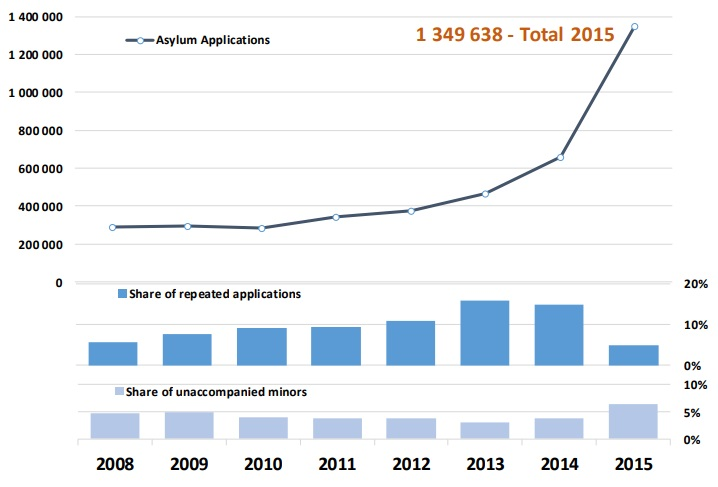 1 400 000
1 349 638 - Total 2015
Asylum Applications
1 200 000
1 000 000
800 000
600 000
400 000
200 000
0
20%
Share of repeated applications
10%
0%
10%
Share of unaccompanied minors
5%
0%
2008 2009 2010 2011 2012 2013 2014 2015